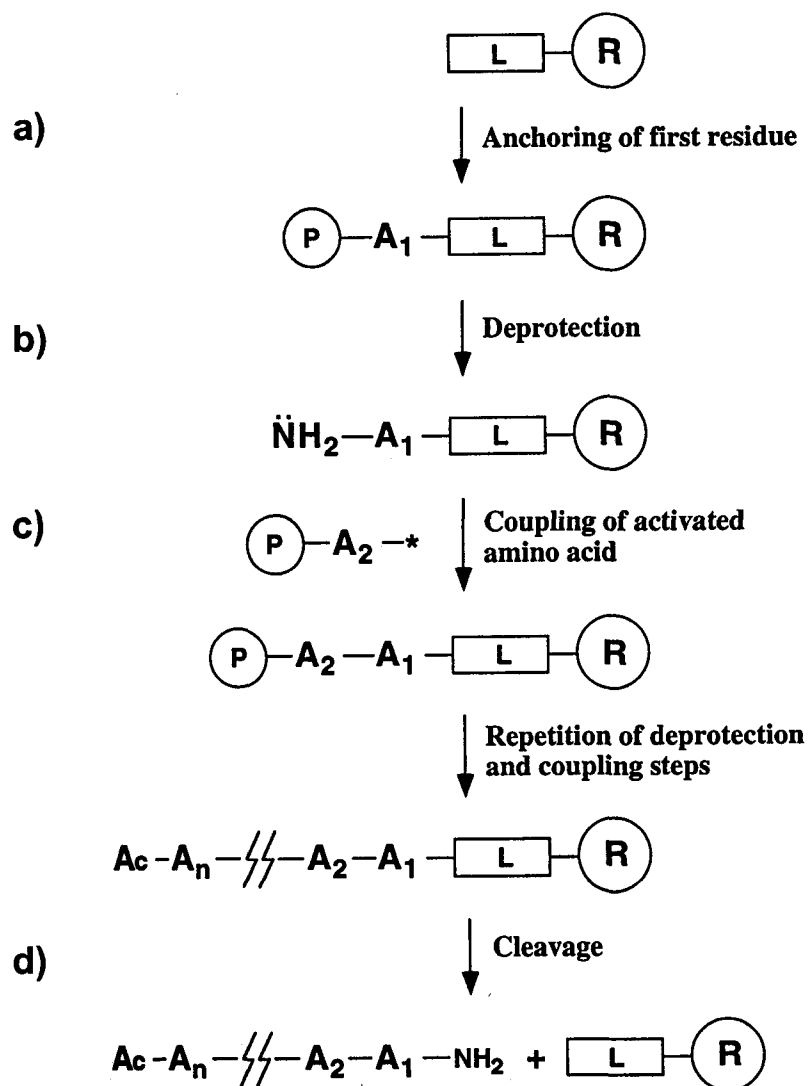 L R
a)
Anchoring of first residue
P A1 L R
b)
Deprotection
N̈H2 A1 L R
c)
P A2 *
Coupling of activated
amino acid
P A2 A1 L R
Repetition of deprotection
and coupling steps
Ac-An A2 A1 L R
Cleavage
d)
Ac-An A2 A1 NH2 + L R